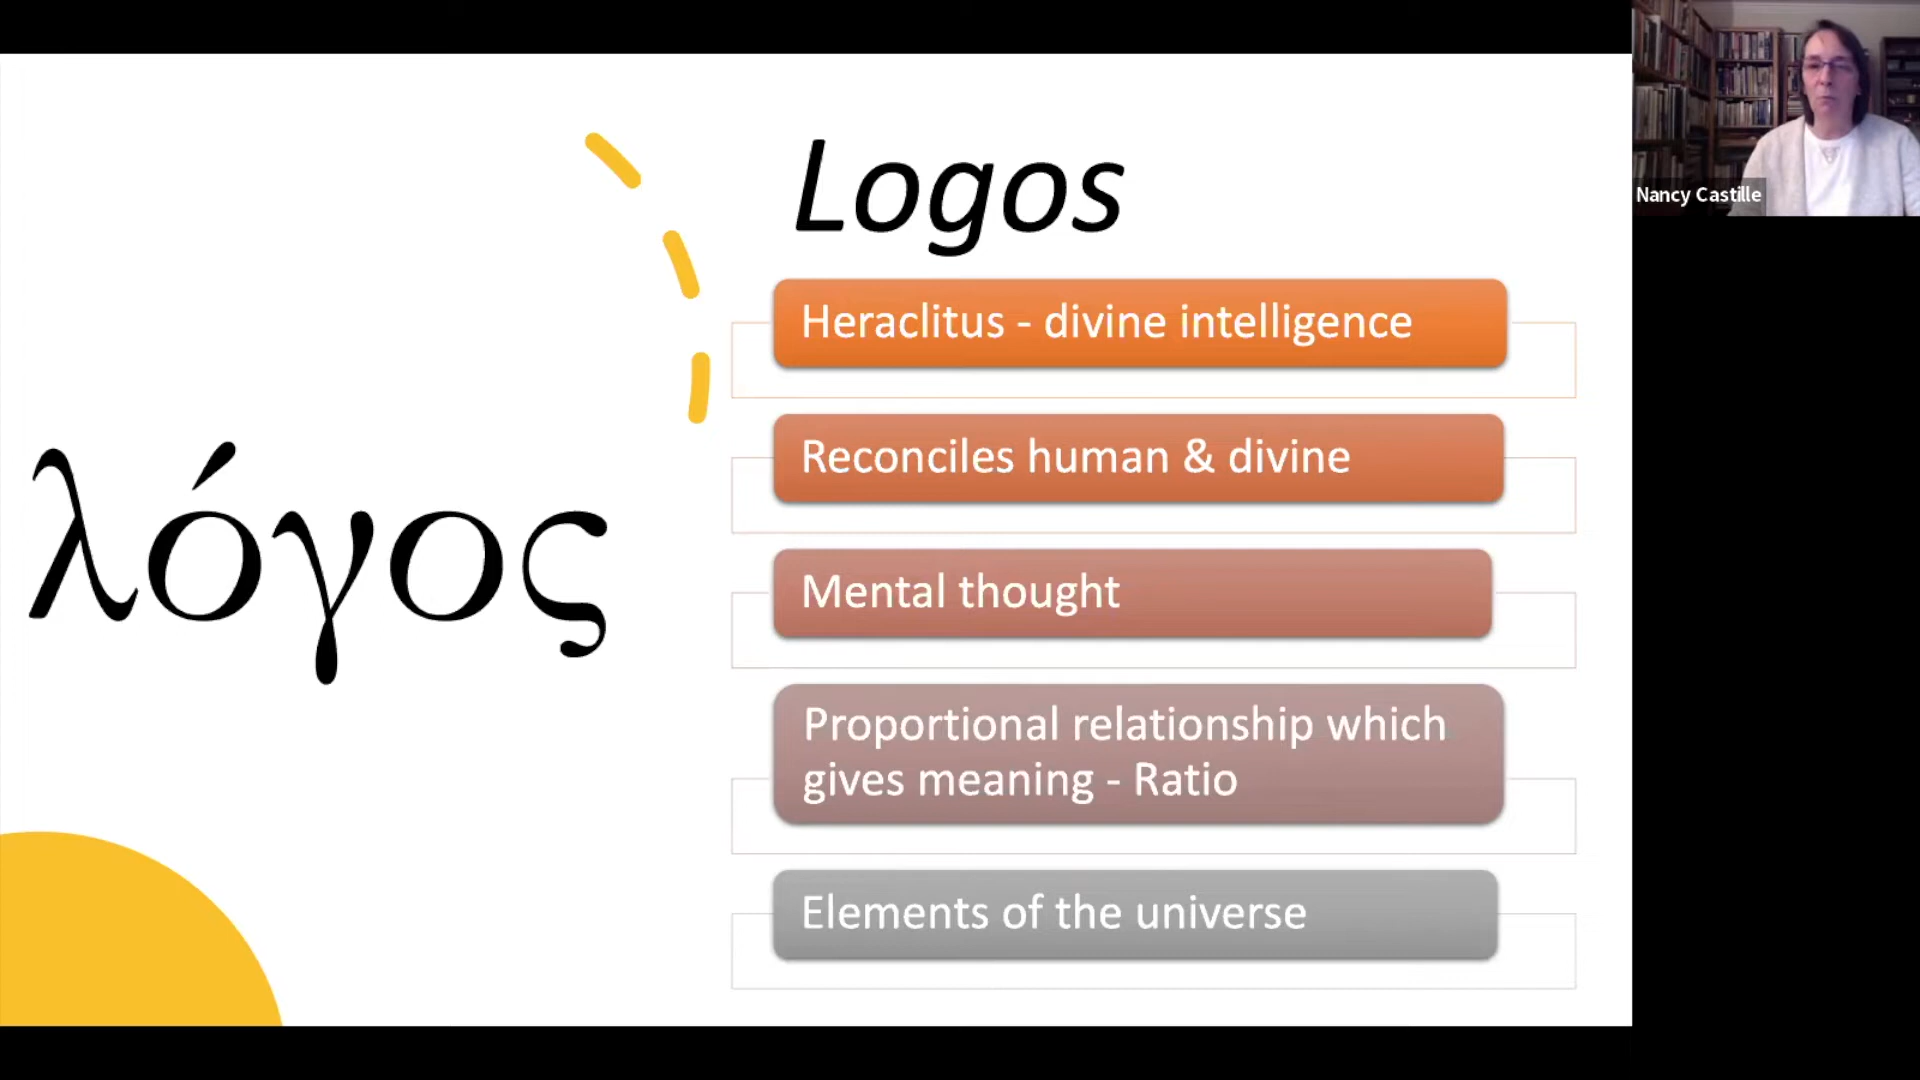 Logos
Heraclitus - divine intelligence
Reconciles human & divine
Mental thought
Proportional relationship which
gives meaning - Ratio
Elements of the universe
λόγος
Nancy Castille